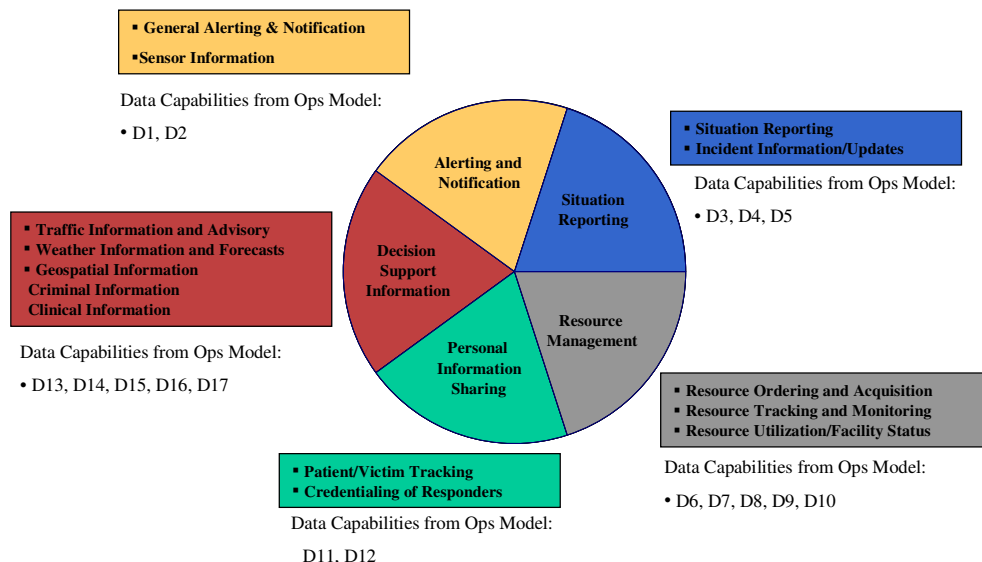 ▪ General Alerting & Notification
▪Sensor Information
Data Capabilities from Ops Model:
• D1, D2
Alerting and
Notification
▪ Situation Reporting
▪ Incident Information/Updates
Data Capabilities from Ops Model:
• D3, D4, D5
Situation
Reporting
▪ Traffic Information and Advisory
▪ Weather Information and Forecasts
▪ Geospatial Information
Criminal Information
Clinical Information
Data Capabilities from Ops Model:
• D13, D14, D15, D16, D17
Decision
Support
Information
Resource
Management
Personal
Information
Sharing
▪ Resource Ordering and Acquisition
▪ Resource Tracking and Monitoring
▪ Resource Utilization/Facility Status
Data Capabilities from Ops Model:
• D6, D7, D8, D9, D10
▪ Patient/Victim Tracking
▪ Credentialing of Responders
Data Capabilities from Ops Model:
D11, D12